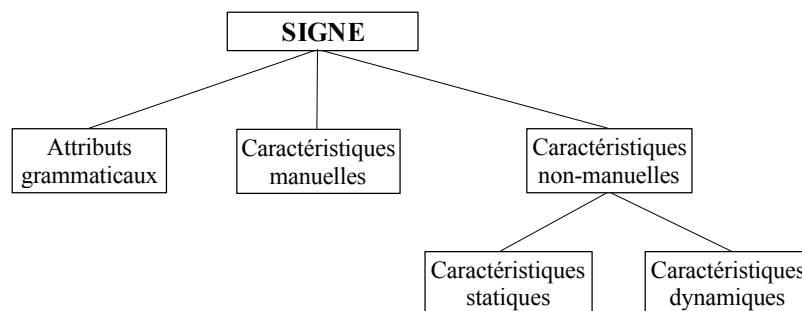 SIGNE
Attributs
grammaticaux
Caractéristiques
manuelles
Caractéristiques
non-manuelles
Caractéristiques
statiques
Caractéristiques
dynamiques